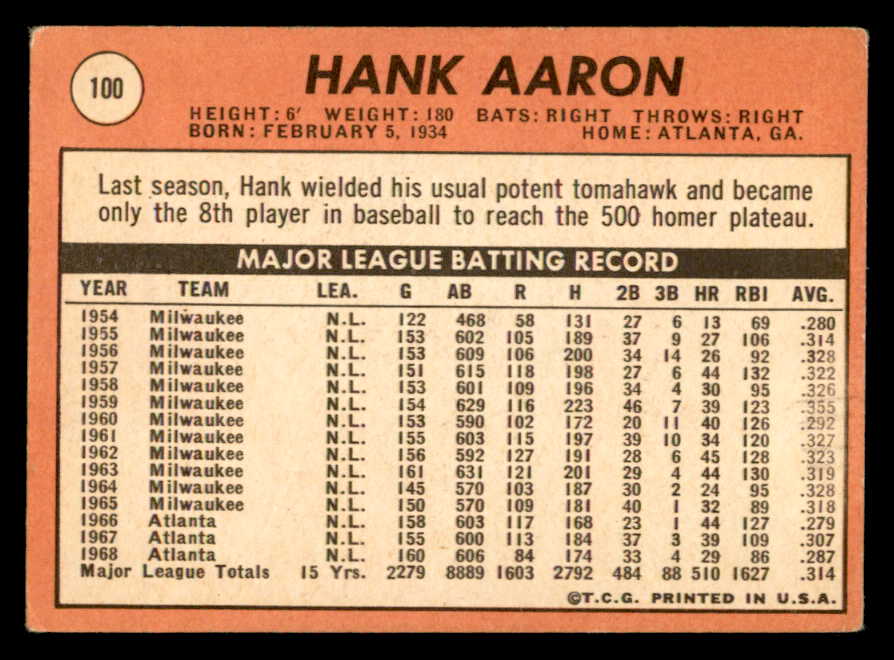 100
HANK AARON
HEIGHT: 6' WEIGHT: 180 BATS: RIGHT THROWS: RIGHT
BORN: FEBRUARY 5, 1934 HOME: ATLANTA, GA.
Last season, Hank wielded his usual potent tomahawk and became
only the 8th player in baseball to reach the 500 homer plateau.
MAJOR LEAGUE BATTING RECORD
YEAR TEAM LEA. G AB R H 2B 3B HR RBI AVG.
1954 Milwaukee N.L. 122 468 58 131 27 6 13 69 .280
1955 Milwaukee N.L. 153 602 105 189 37 9 27 106 .314
1956 Milwaukee N.L. 153 609 106 200 34 14 26 92 .328
1957 Milwaukee N.L. 151 615 118 198 27 6 44 132 .322
1958 Milwaukee N.L. 153 601 109 196 34 4 30 95 .326
1959 Milwaukee N.L. 154 629 116 223 46 7 39 123 .355
1960 Milwaukee N.L. 153 590 102 172 20 11 40 126 .292
1961 Milwaukee N.L. 155 603 115 197 39 10 34 120 .327
1962 Milwaukee N.L. 156 592 127 191 28 6 45 128 .323
1963 Milwaukee N.L. 161 631 121 201 29 4 44 130 .319
1964 Milwaukee N.L. 145 570 103 187 30 2 24 95 .328
1965 Milwaukee N.L. 150 570 109 181 40 1 32 89 .318
1966 Atlanta N.L. 158 603 117 168 23 1 44 127 .279
1967 Atlanta N.L. 155 600 113 184 37 3 39 109 .307
1968 Atlanta N.L. 160 606 84 174 33 4 29 86 .287
Major League Totals 15 Yrs. 2279 8889 1603 2792 484 88 510 1627 .314
©T.C.G. PRINTED IN U.S.A.